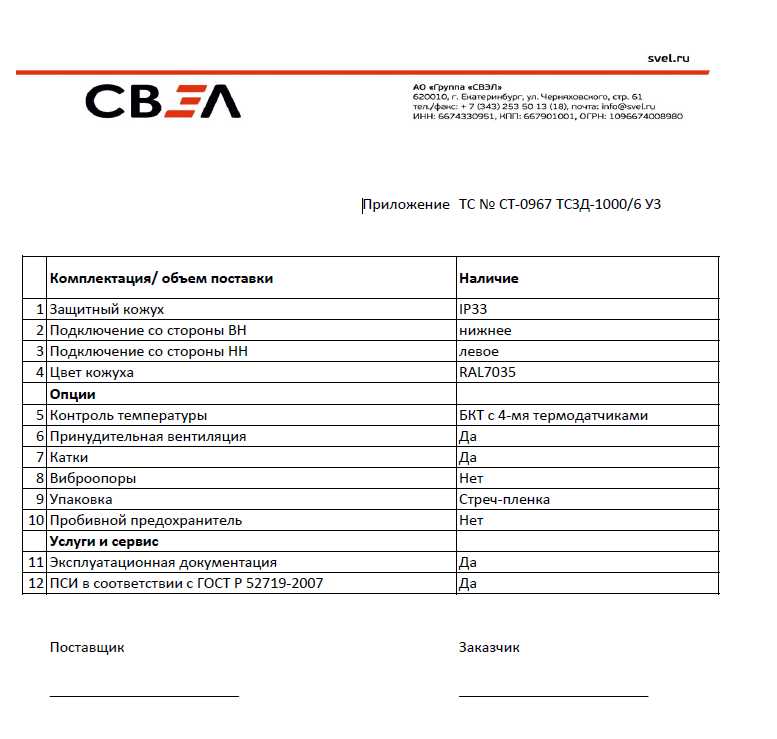 svel.ru
СВЭЛ
АО «Группа «СВЭЛ»
620010, г. Екатеринбург, ул. Черняховского, стр. 61
тел./факс: + 7 (343) 253 50 13 (18), почта: info@svel.ru
ИНН: 6674330951, КПП: 667901001, ОГРН: 1096674008980
Приложение ТС № СТ-0967 ТСЗД-1000/6 У3
Комплектация/ объем поставки Наличие
1 Защитный кожух IP33
2 Подключение со стороны ВН нижнее
3 Подключение со стороны НН левое
4 Цвет кожуха RAL7035
Опции
5 Контроль температуры БКТ с 4-мя термодатчиками
6 Принудительная вентиляция Да
7 Катки Да
8 Виброопоры Нет
9 Упаковка Стреч-пленка
10 Пробивной предохранитель Нет
Услуги и сервис
11 Эксплуатационная документация Да
12 ПСИ в соответствии с ГОСТ Р 52719-2007 Да
Поставщик Заказчик